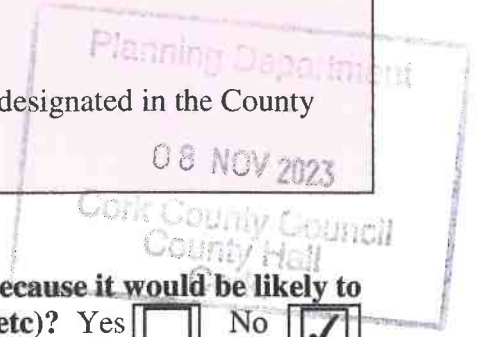 Planning Department
designated in the County
08 NOV 2023
Cork County Council
County Hall
ecause it would be likely to
etc)? Yes No ✓